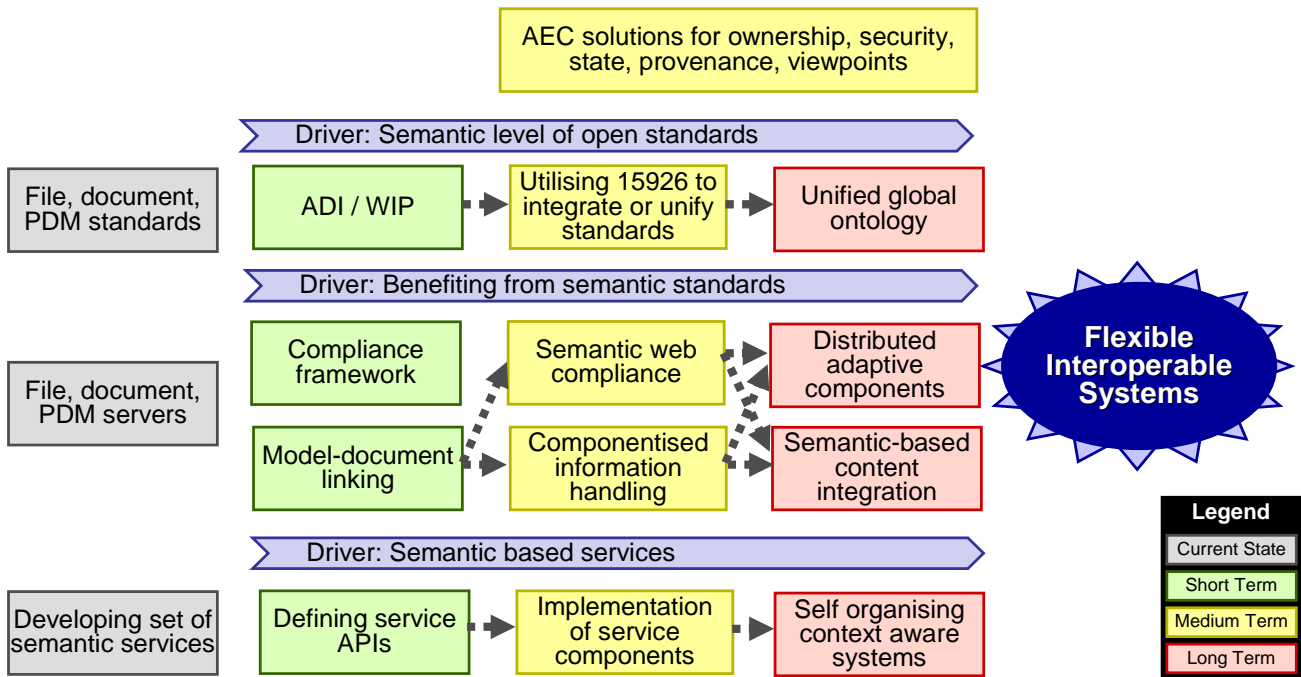 AEC solutions for ownership, security,
state, provenance, viewpoints
Driver: Semantic level of open standards
File, document,
PDM standards
ADI / WIP
Utilising 15926 to
integrate or unify
standards
Unified global
ontology
Driver: Benefiting from semantic standards
File, document,
PDM servers
Compliance
framework
Semantic web
compliance
Distributed
adaptive
components
Model-document
linking
Componentised
information
handling
Semantic-based
content
integration
Flexible
Interoperable
Systems
Driver: Semantic based services
Developing set of
semantic services
Defining service
APIs
Implementation
of service
components
Self organising
context aware
systems
Legend
Current State
Short Term
Medium Term
Long Term